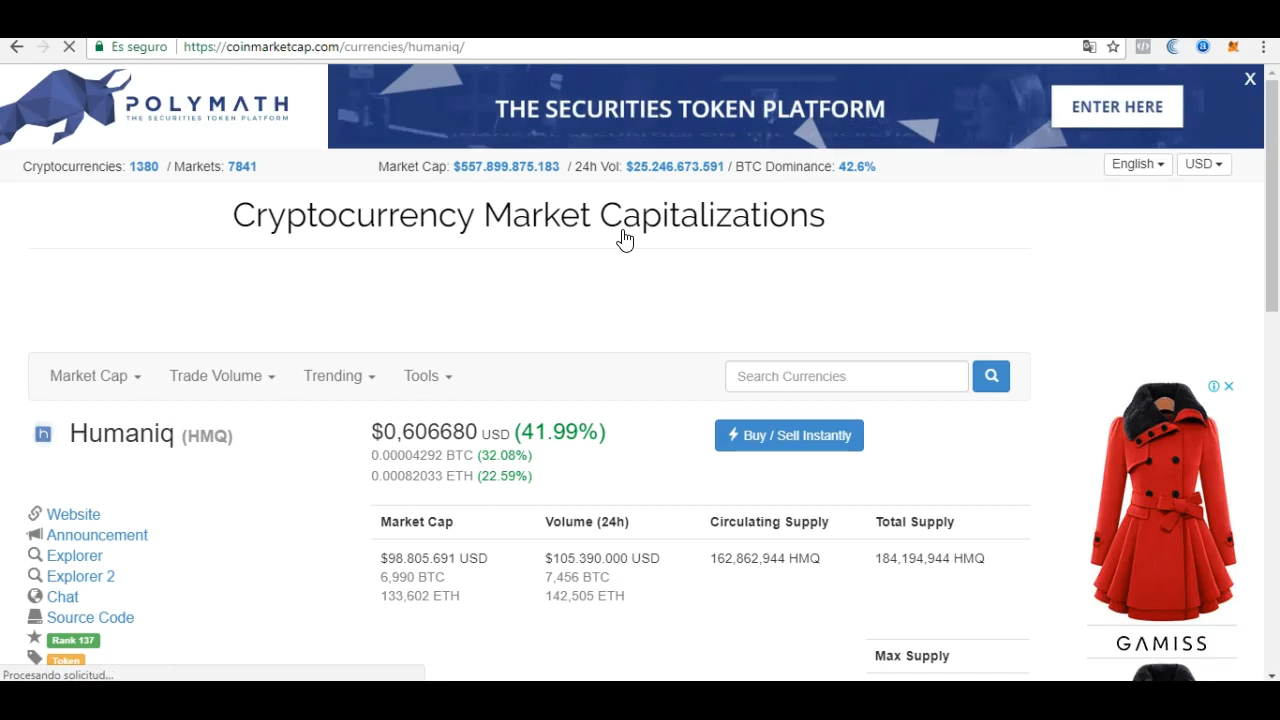 Es seguro
https://coinmarketcap.com/currencies/humaniq/
POLYMATH
THE SECURITIES TOKEN PLATFORM
THE SECURITIES TOKEN PLATFORM
ENTER HERE
X
Cryptocurrencies: 1380 / Markets: 7841
Market Cap: $557.899.875.183 / 24h Vol: $25.246.673.591 / BTC Dominance: 42.6%
English
USD
Cryptocurrency Market Capitalizations
Market Cap
Trade Volume
Trending
Tools
Search Currencies
Humaniq (HMQ)
$0,606680 USD (41.99%)
0.00004292 BTC (32.08%)
0.00082033 ETH (22.59%)
Buy / Sell Instantly
Website
Announcement
Explorer
Explorer 2
Chat
Source Code
Rank 137
Token
Market Cap
Volume (24h)
Circulating Supply
Total Supply
$98.805.691 USD
$105.390.000 USD
162,862,944 HMQ
184,194,944 HMQ
6,990 BTC
7,456 BTC
133,602 ETH
142,505 ETH
Max Supply
GAMISS
Procesando solicitud...